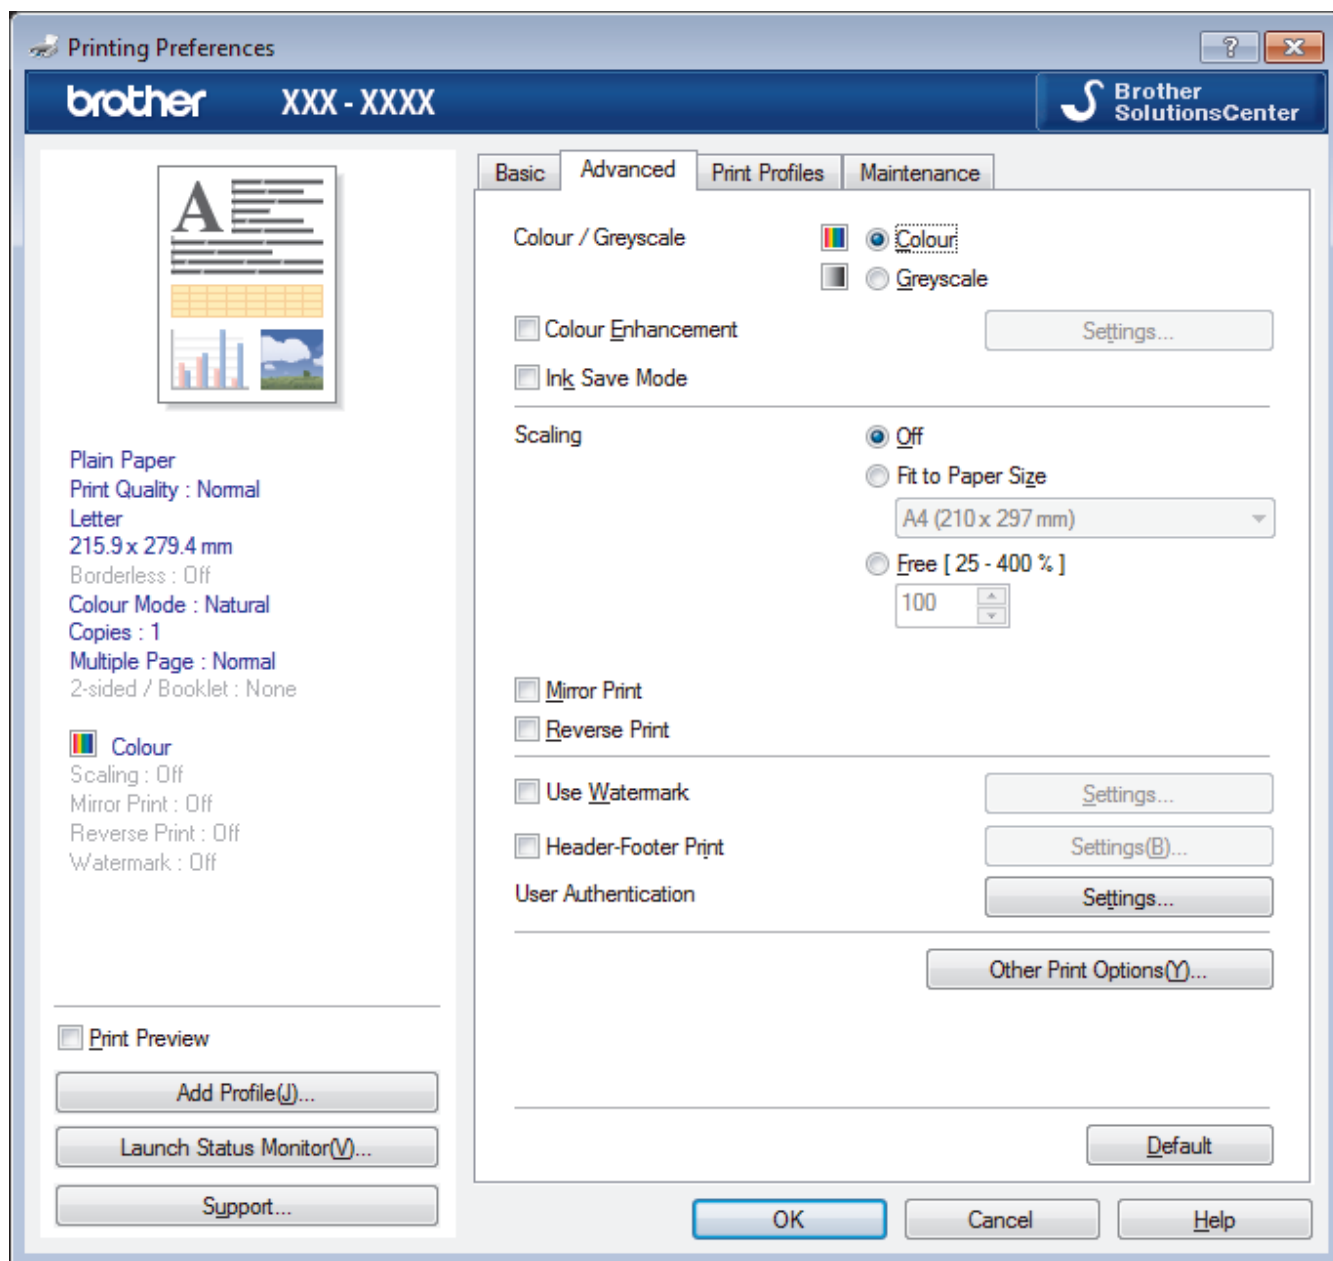 Printing Preferences
brother XXX - XXXX
Brother
SolutionsCenter
A
Plain Paper
Print Quality : Normal
Letter
215.9 x 279.4 mm
Borderless : Off
Colour Mode : Natural
Copies : 1
Multiple Page : Normal
2-sided / Booklet : None
Colour
Scaling : Off
Mirror Print : Off
Reverse Print : Off
Watermark : Off
Print Preview
Add Profile(J)...
Launch Status Monitor(V)...
Support...
Basic Advanced Print Profiles Maintenance
Colour / Greyscale Colour
Greyscale
Colour Enhancement Settings...
Ink Save Mode
Scaling Off
Fit to Paper Size
A4 (210 x 297 mm)
Free [ 25 - 400 % ]
100
Mirror Print
Reverse Print
Use Watermark Settings...
Header-Footer Print Settings(B)...
User Authentication Settings...
Other Print Options(Y)...
Default
OK Cancel Help